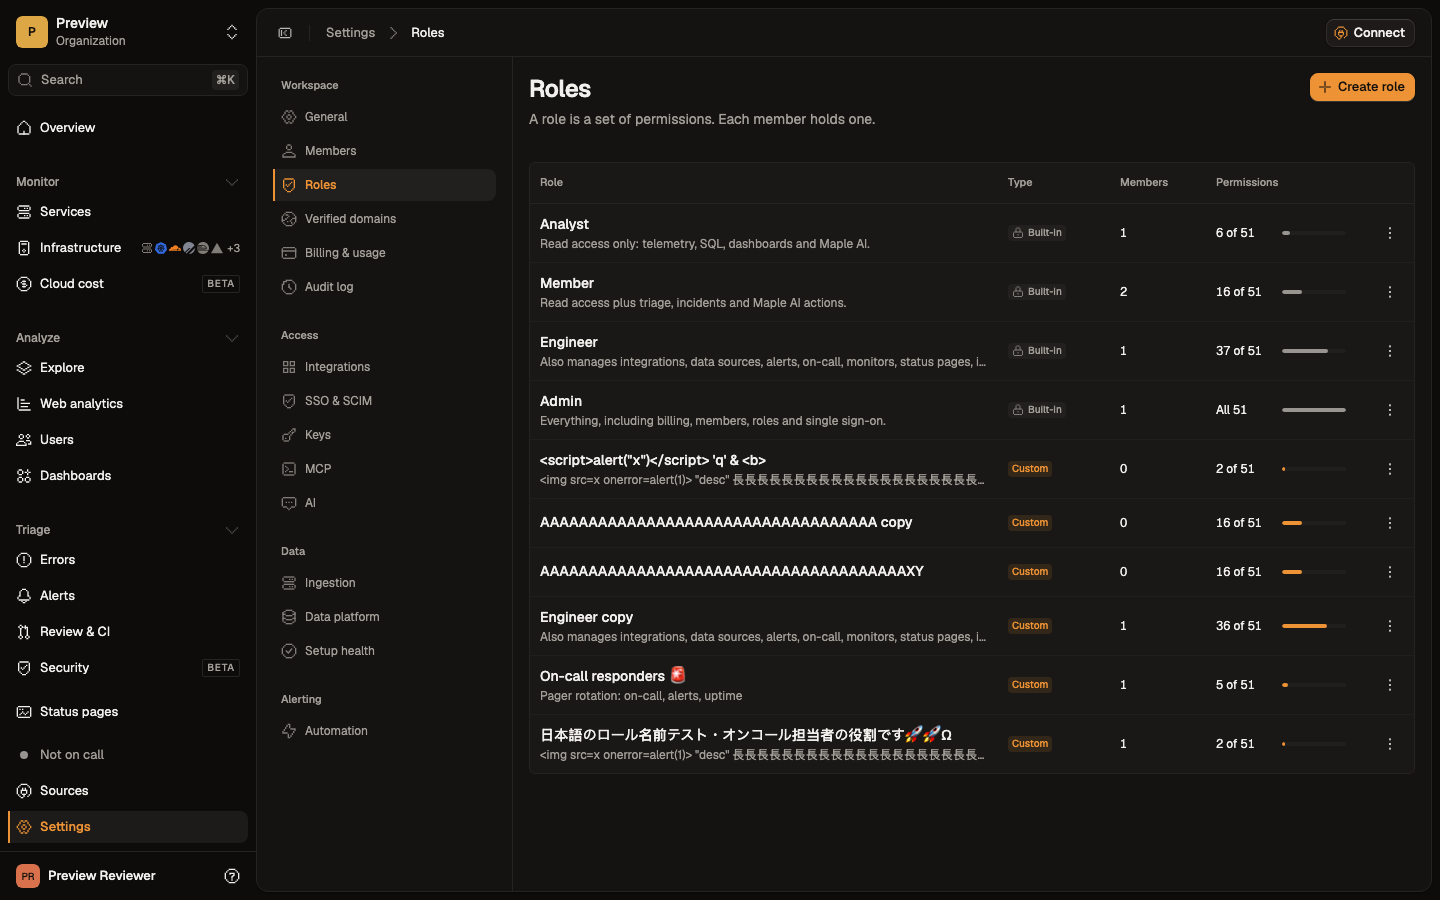 P
Preview
Organization
Search
⌘K
Overview
Monitor
Services
Infrastructure
+3
Cloud cost
BETA
Analyze
Explore
Web analytics
Users
Dashboards
Triage
Errors
Alerts
Review & CI
Security
BETA
Status pages
Not on call
Sources
Settings
PR
Preview Reviewer
Settings
Roles
Connect
Workspace
General
Members
Roles
Verified domains
Billing & usage
Audit log
Access
Integrations
SSO & SCIM
Keys
MCP
AI
Data
Ingestion
Data platform
Setup health
Alerting
Automation
Roles
A role is a set of permissions. Each member holds one.
Create role
Role Type Members Permissions
Analyst
Read access only: telemetry, SQL, dashboards and Maple AI.
Built-in 1 6 of 51
Member
Read access plus triage, incidents and Maple AI actions.
Built-in 2 16 of 51
Engineer
Also manages integrations, data sources, alerts, on-call, monitors, status pages, i…
Built-in 1 37 of 51
Admin
Everything, including billing, members, roles and single sign-on.
Built-in 1 All 51
<script>alert("x")</script> 'q' & <b>
<img src=x onerror=alert(1)> "desc" 長長長長長長長長長長長長長長長長長長長長…
Custom 0 2 of 51
AAAAAAAAAAAAAAAAAAAAAAAAAAAAAAAAAAA copy
Custom 0 16 of 51
AAAAAAAAAAAAAAAAAAAAAAAAAAAAAAAAAAAAAAXY
Custom 0 16 of 51
Engineer copy
Also manages integrations, data sources, alerts, on-call, monitors, status pages, i…
Custom 1 36 of 51
On-call responders 🚨
Pager rotation: on-call, alerts, uptime
Custom 1 5 of 51
日本語のロール名前テスト・オンコール担当者の役割です🚀🚀Ω
<img src=x onerror=alert(1)> "desc" 長長長長長長長長長長長長長長長長長長長長…
Custom 1 2 of 51